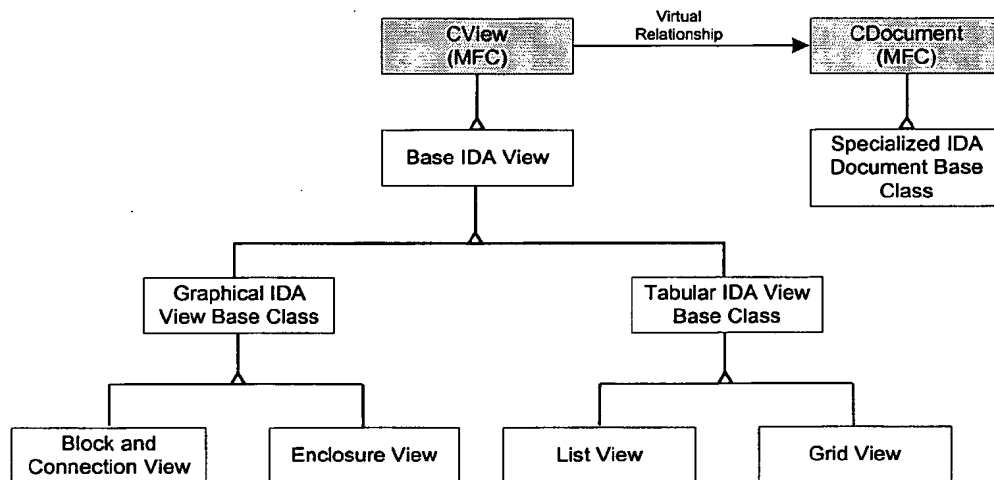 CView
(MFC)
Virtual
Relationship
CDocument
(MFC)
Base IDA View
Specialized IDA
Document Base
Class
Graphical IDA
View Base Class
Tabular IDA View
Base Class
Block and
Connection View
Enclosure View
List View
Grid View